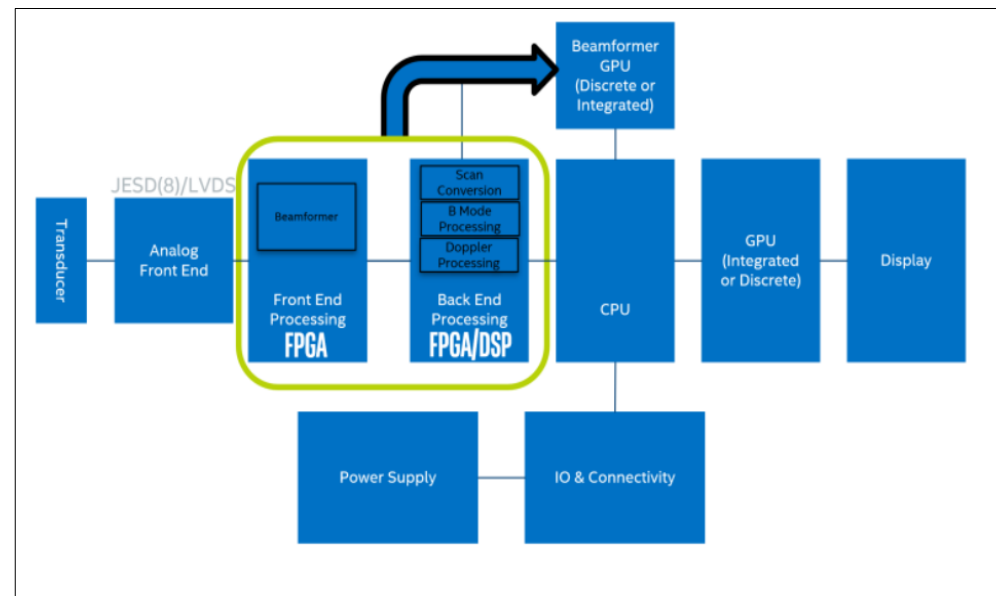 Beamformer
GPU
(Discrete or
Integrated)
JESD(8)/LVDS
Transducer
Analog
Front End
Beamformer
Front End
Processing
FPGA
Scan
Conversion
B Mode
Processing
Doppler
Processing
Back End
Processing
FPGA/DSP
CPU
GPU
(Integrated
or Discrete)
Display
Power Supply
IO & Connectivity